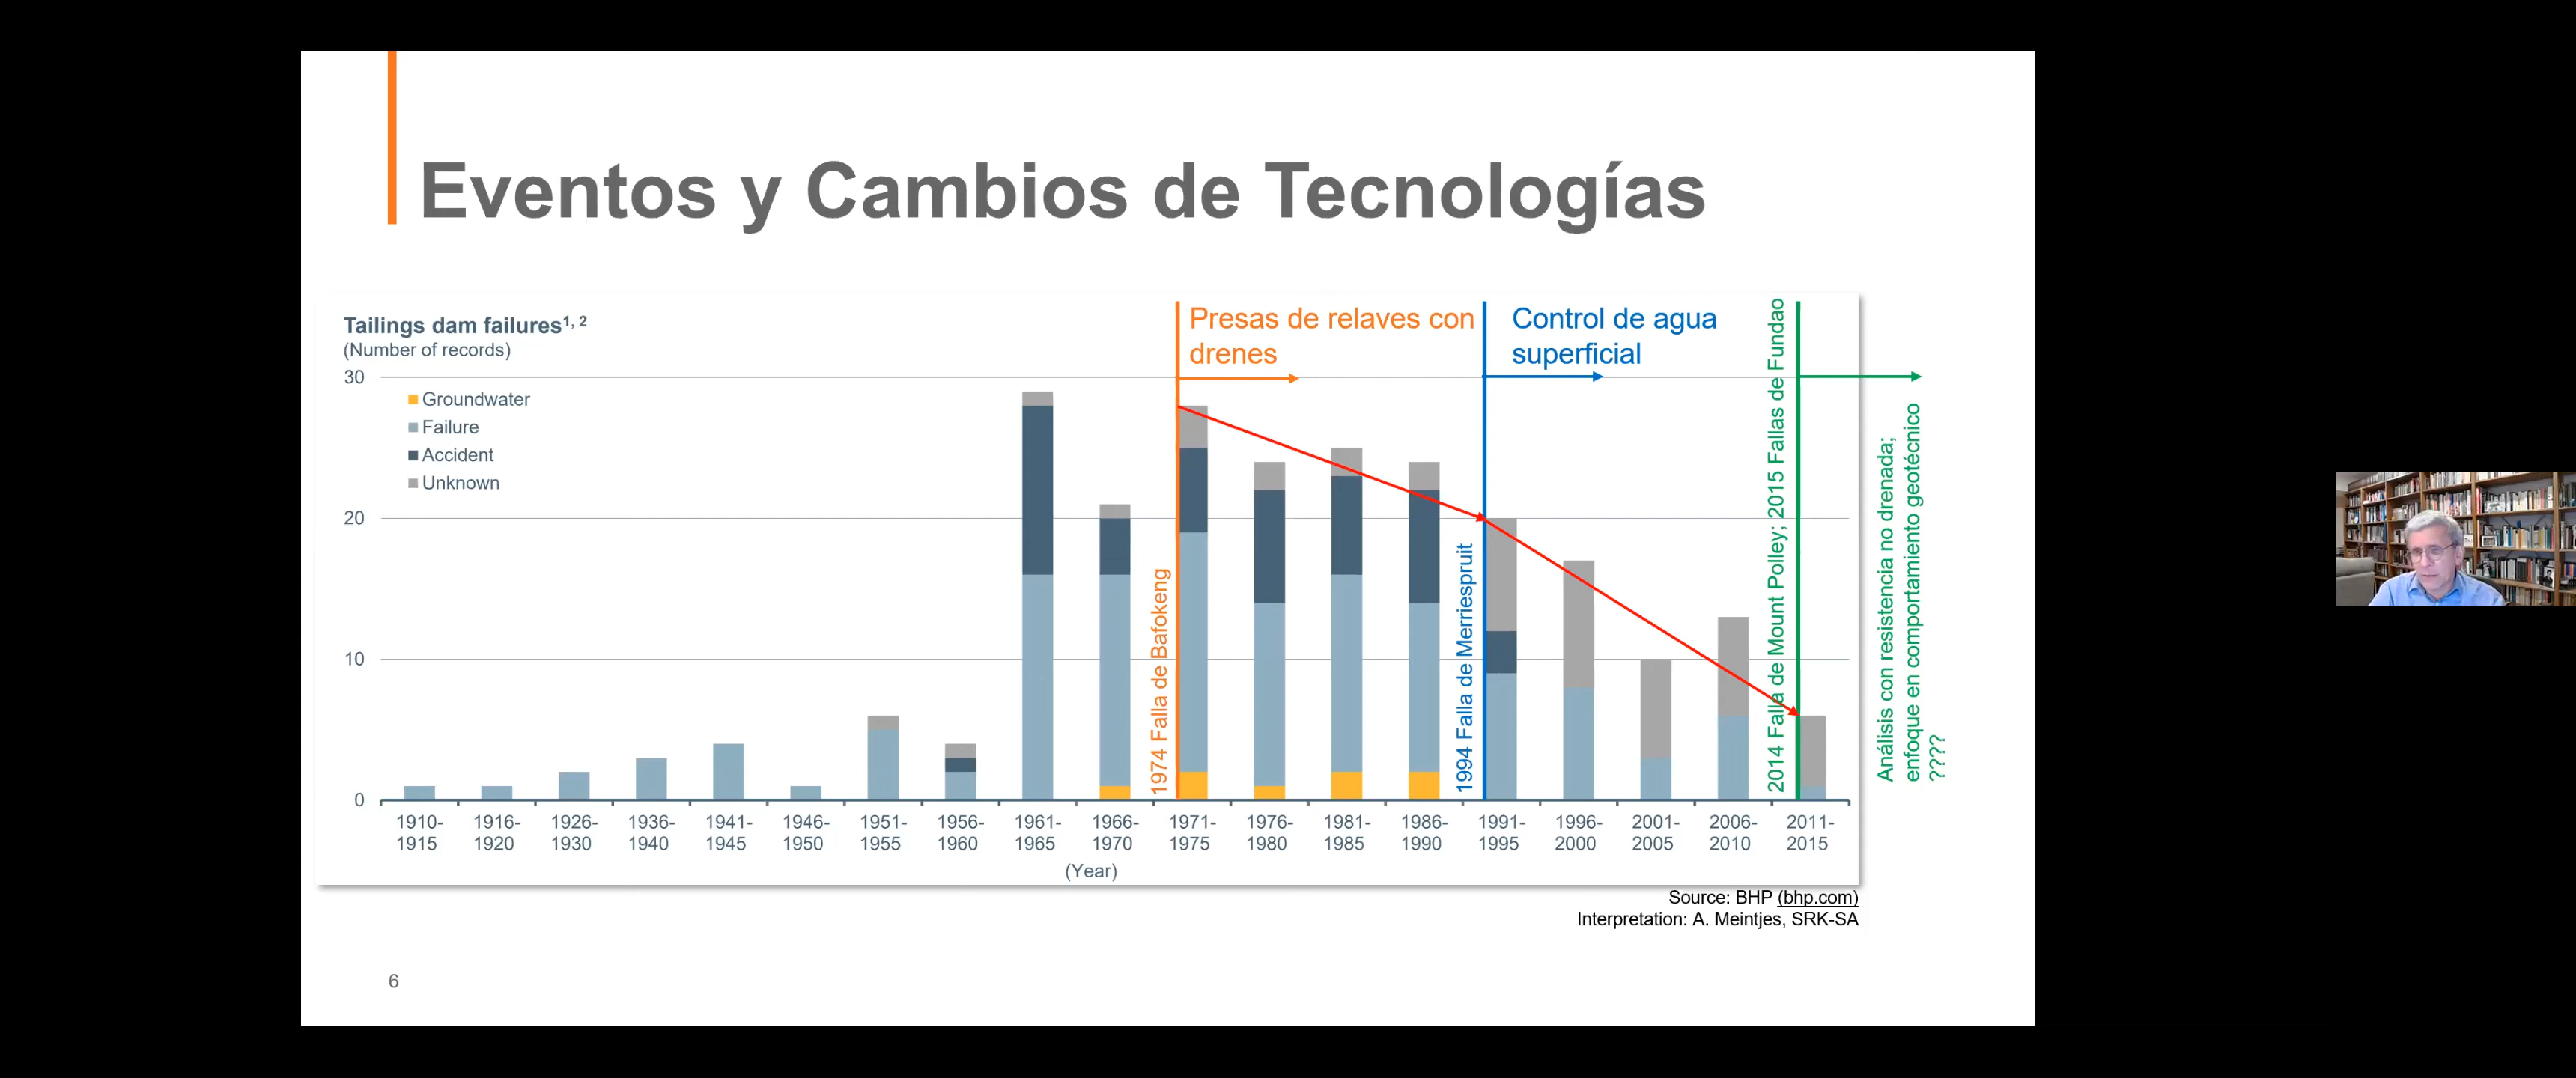 Eventos y Cambios de Tecnologías
Tailings dam failures1, 2
(Number of records)
30
20
10
0
Groundwater
Failure
Accident
Unknown
Presas de relaves con
drenes
Control de agua
superficial
1974 Falla de Bafokeng
1994 Falla de Merriespruit
2014 Falla de Mount Polley; 2015 Fallas de Fundao
Análisis con resistencia no drenada;
enfoque en comportamiento geotécnico
????
1910-
1915
1916-
1920
1926-
1930
1936-
1940
1941-
1945
1946-
1950
1951-
1955
1956-
1960
1961-
1965
1966-
1970
1971-
1975
1976-
1980
1981-
1985
1986-
1990
1991-
1995
1996-
2000
2001-
2005
2006-
2010
2011-
2015
(Year)
Source: BHP (bhp.com)
Interpretation: A. Meintjes, SRK-SA
6